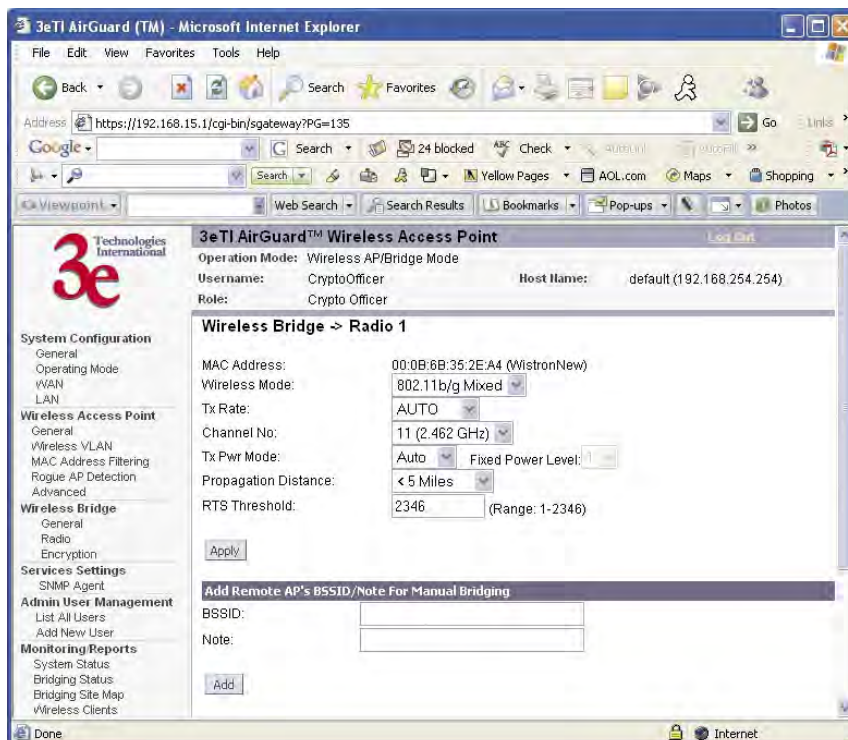 3eTI AirGuard (TM) - Microsoft Internet Explorer
File Edit View Favorites Tools Help
Back Search Favorites
Address https://192.168.15.1/cgi-bin/sgateway?PG=135 Go Links »
Google Search 24 blocked Check AutoLink AutoFill »
Search Yellow Pages AOL.com Maps Shopping »
Viewpoint Web Search Search Results Bookmarks Pop-ups Photos
3e Technologies International
3eTI AirGuard™ Wireless Access Point Log Out
Operation Mode: Wireless AP/Bridge Mode
Username: CryptoOfficer Host Name: default (192.168.254.254)
Role: Crypto Officer
System Configuration
General
Operating Mode
WAN
LAN
Wireless Access Point
General
Wireless VLAN
MAC Address Filtering
Rogue AP Detection
Advanced
Wireless Bridge
General
Radio
Encryption
Services Settings
SNMP Agent
Admin User Management
List All Users
Add New User
Monitoring/Reports
System Status
Bridging Status
Bridging Site Map
Wireless Clients
Wireless Bridge -> Radio 1
MAC Address: 00:0B:6B:35:2E:A4 (WistronNew)
Wireless Mode: 802.11b/g Mixed
Tx Rate: AUTO
Channel No: 11 (2.462 GHz)
Tx Pwr Mode: Auto Fixed Power Level: 1
Propagation Distance: < 5 Miles
RTS Threshold: 2346 (Range: 1-2346)
Apply
Add Remote AP's BSSID/Note For Manual Bridging
BSSID:
Note:
Add
Done Internet